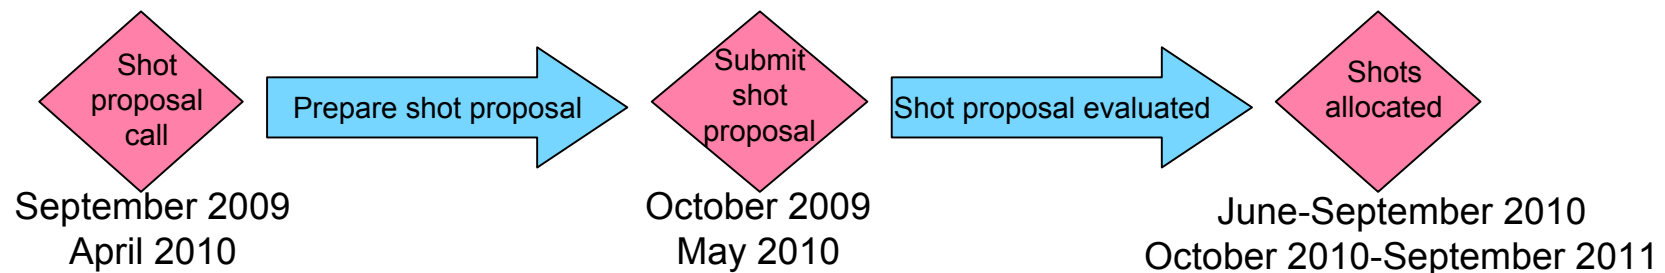 Shot
proposal
call
Prepare shot proposal
Submit
shot
proposal
Shot proposal evaluated
Shots
allocated
September 2009
April 2010
October 2009
May 2010
June-September 2010
October 2010-September 2011